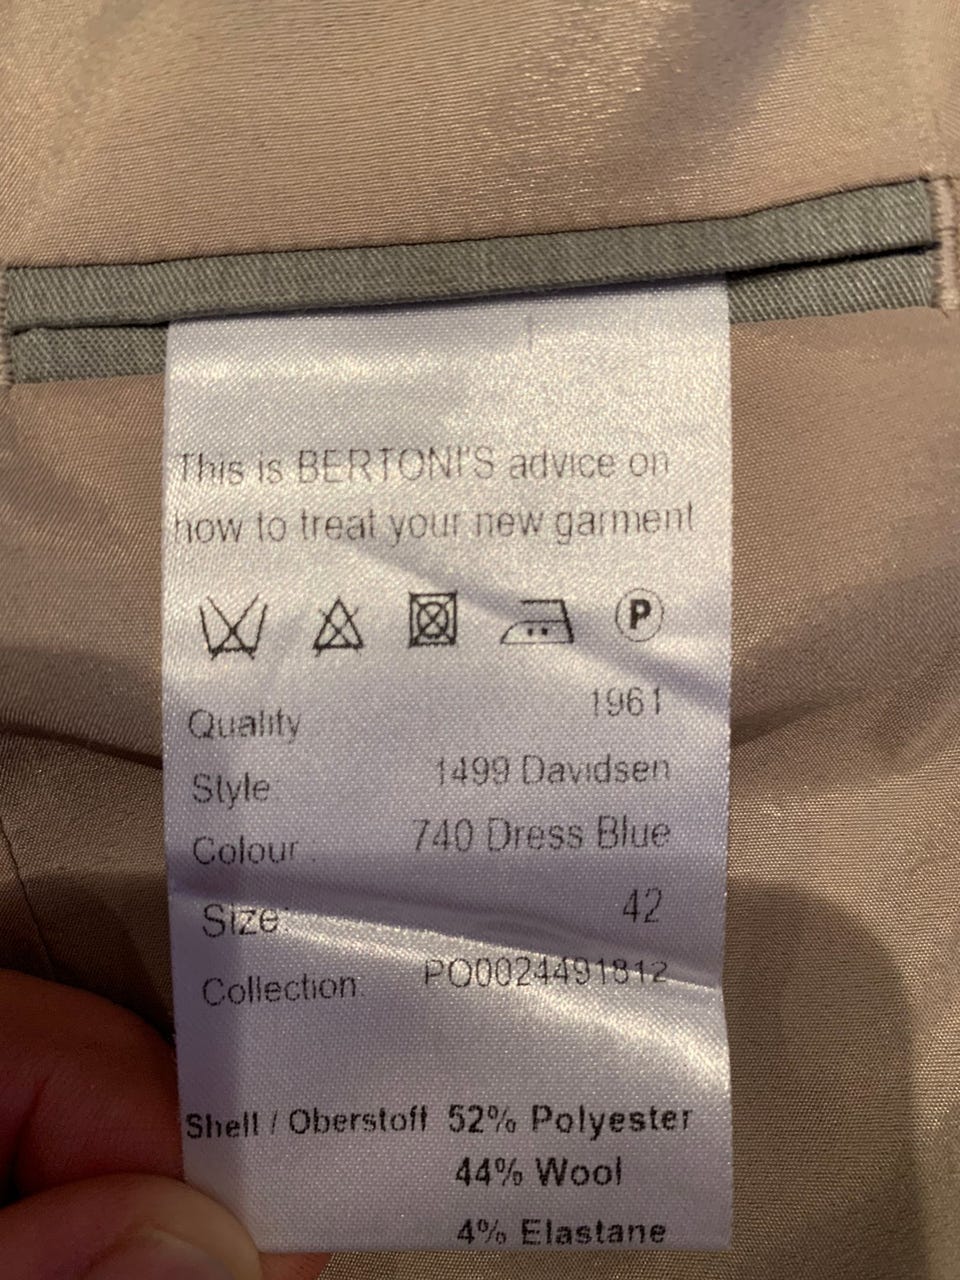 This is BERTONI'S advice on
how to treat your new garment
P
Quality 1961
Style: 1499 Davidsen
Colour : 740 Dress Blue
Size: 42
Collection: PO0024491812
Shell / Oberstoff 52% Polyester
44% Wool
4% Elastane